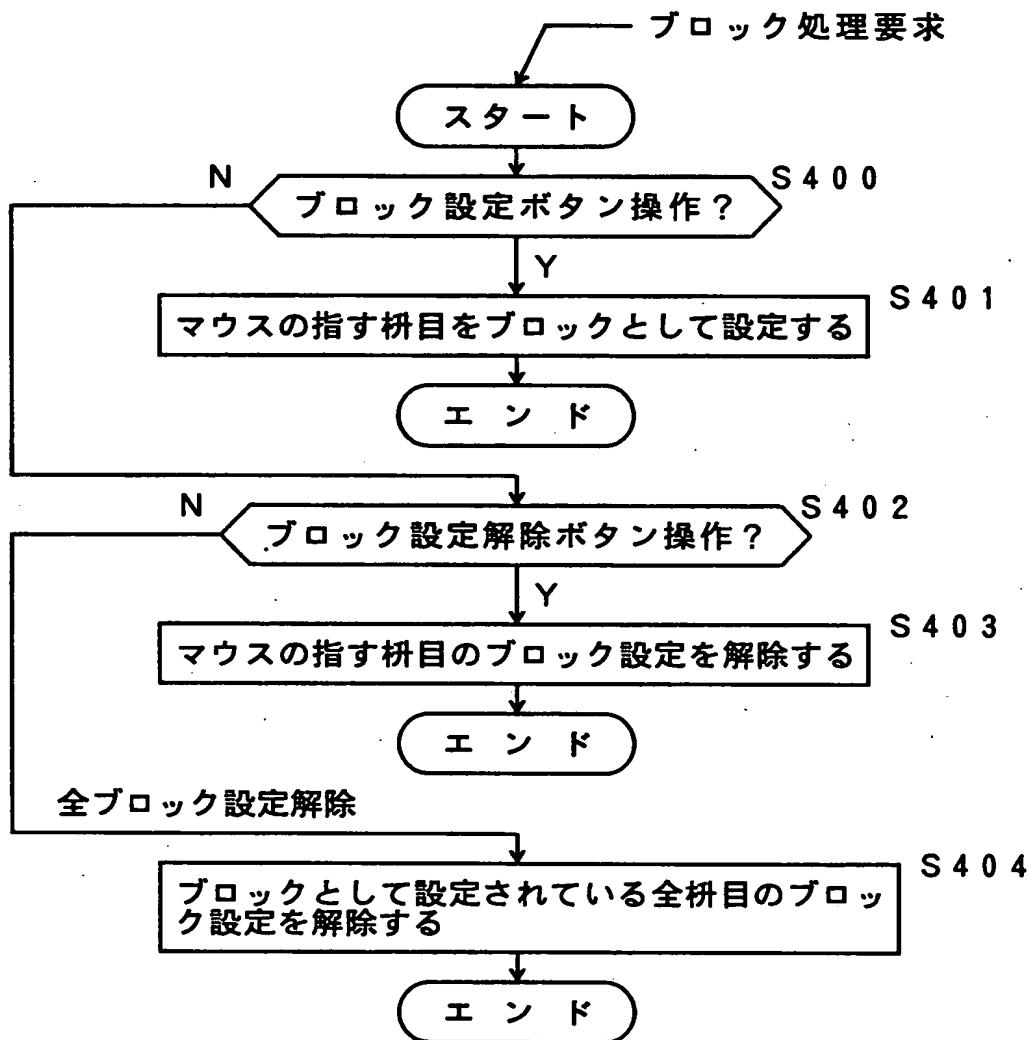 ブロック処理要求
スタート
N
ブロック設定ボタン操作?
S400
Y
マウスの指す枡目をブロックとして設定する
S401
エンド
N
ブロック設定解除ボタン操作?
S402
Y
マウスの指す枡目のブロック設定を解除する
S403
エンド
全ブロック設定解除
ブロックとして設定されている全枡目のブロッ
ク設定を解除する
S404
エンド